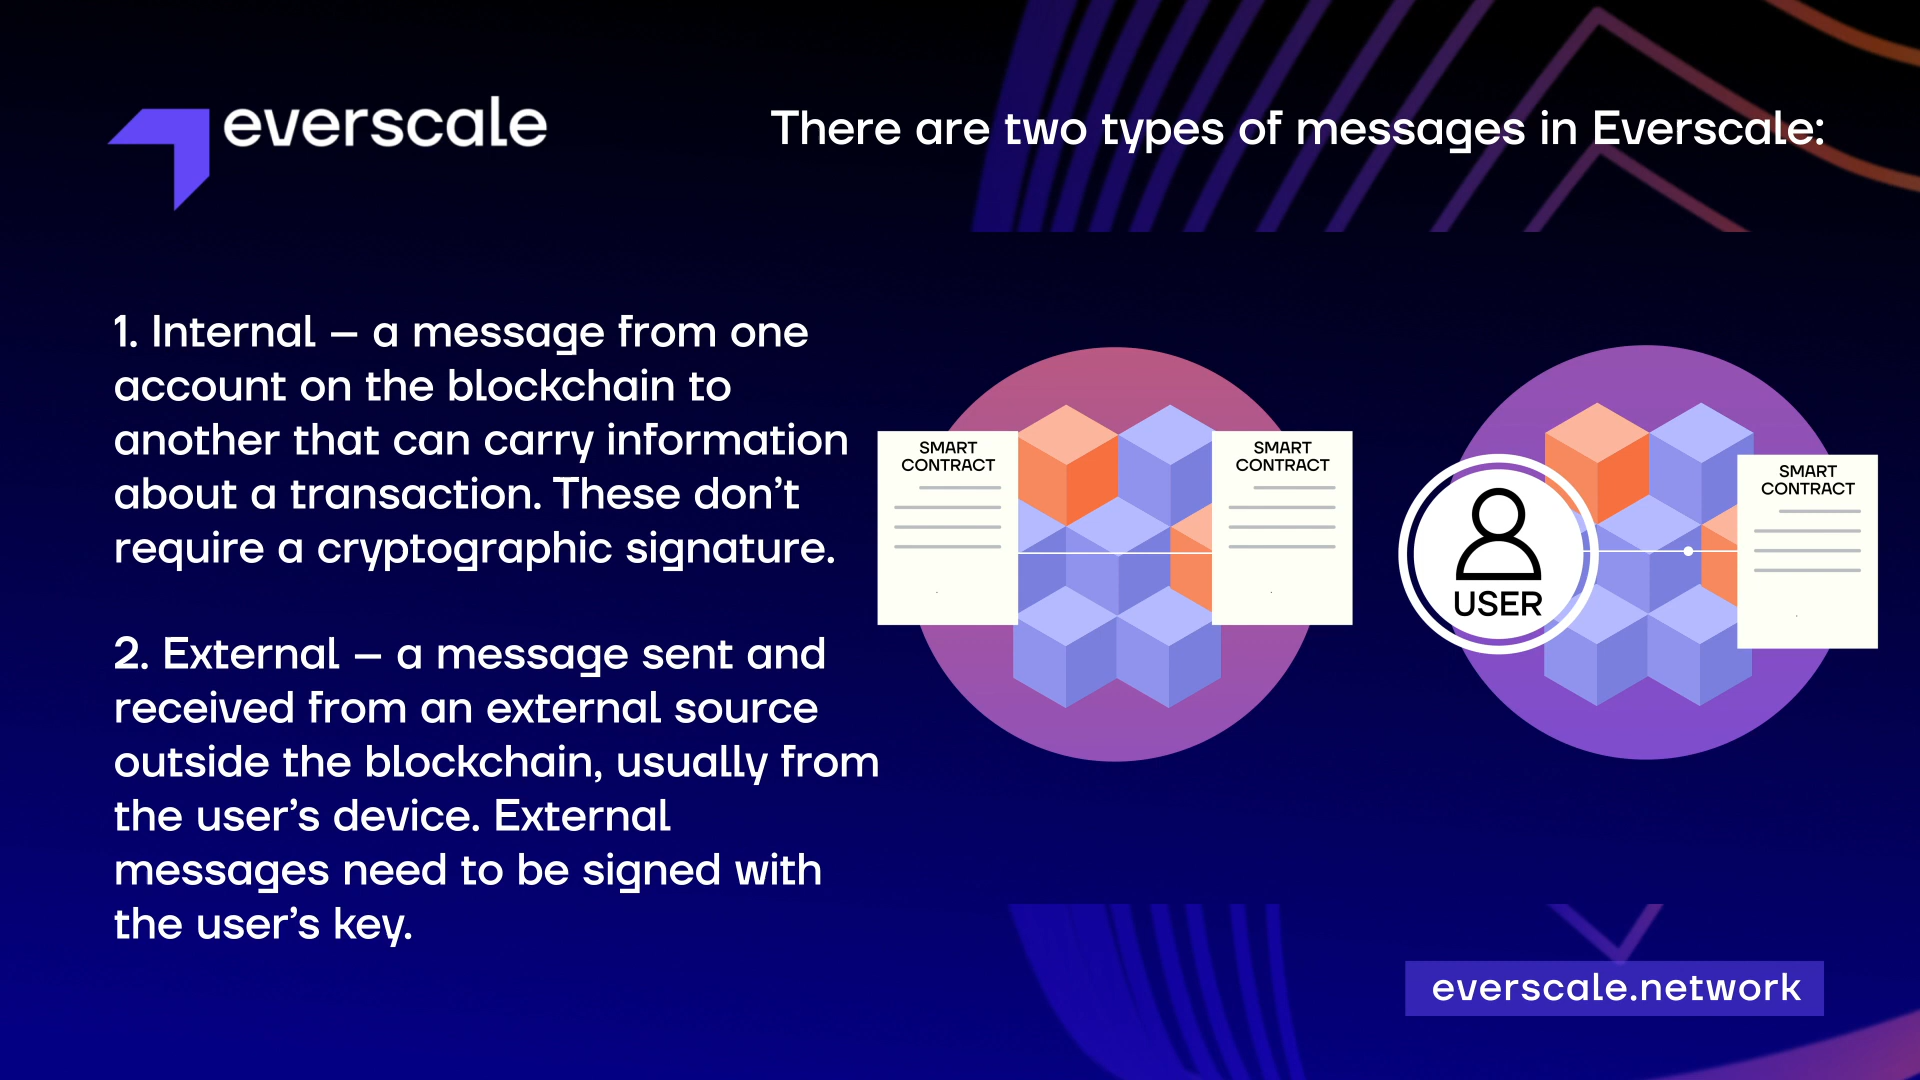 everscale
There are two types of messages in Everscale:
1. Internal – a message from one
account on the blockchain to
another that can carry information
about a transaction. These don’t
require a cryptographic signature.
2. External – a message sent and
received from an external source
outside the blockchain, usually from
the user’s device. External
messages need to be signed with
the user’s key.
SMART
CONTRACT
SMART
CONTRACT
USER
SMART
CONTRACT
everscale.network